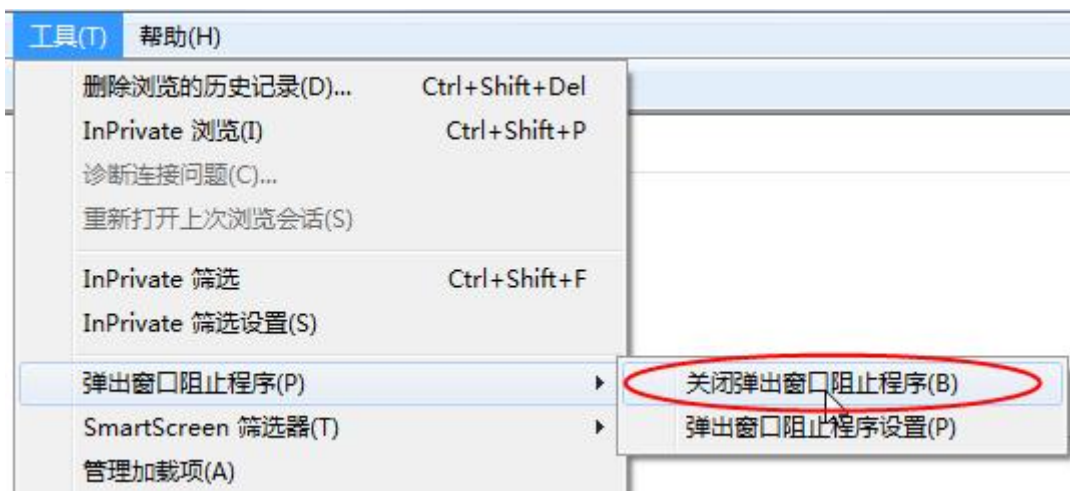 工具(T) 帮助(H)
删除浏览的历史记录(D)... Ctrl+Shift+Del
InPrivate 浏览(I) Ctrl+Shift+P
诊断连接问题(C)...
重新打开上次浏览会话(S)
InPrivate 筛选 Ctrl+Shift+F
InPrivate 筛选设置(S)
弹出窗口阻止程序(P) 关闭弹出窗口阻止程序(B)
SmartScreen 筛选器(T) 弹出窗口阻止程序设置(P)
管理加载项(A)